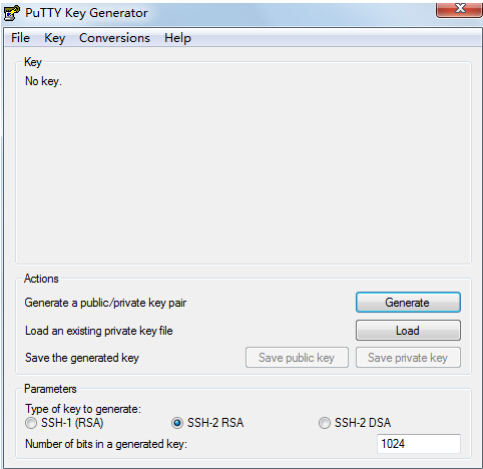 PuTTY Key Generator
File Key Conversions Help
Key
No key.
Actions
Generate a public/private key pair Generate
Load an existing private key file Load
Save the generated key Save public key Save private key
Parameters
Type of key to generate:
SSH-1 (RSA) SSH-2 RSA SSH-2 DSA
Number of bits in a generated key: 1024